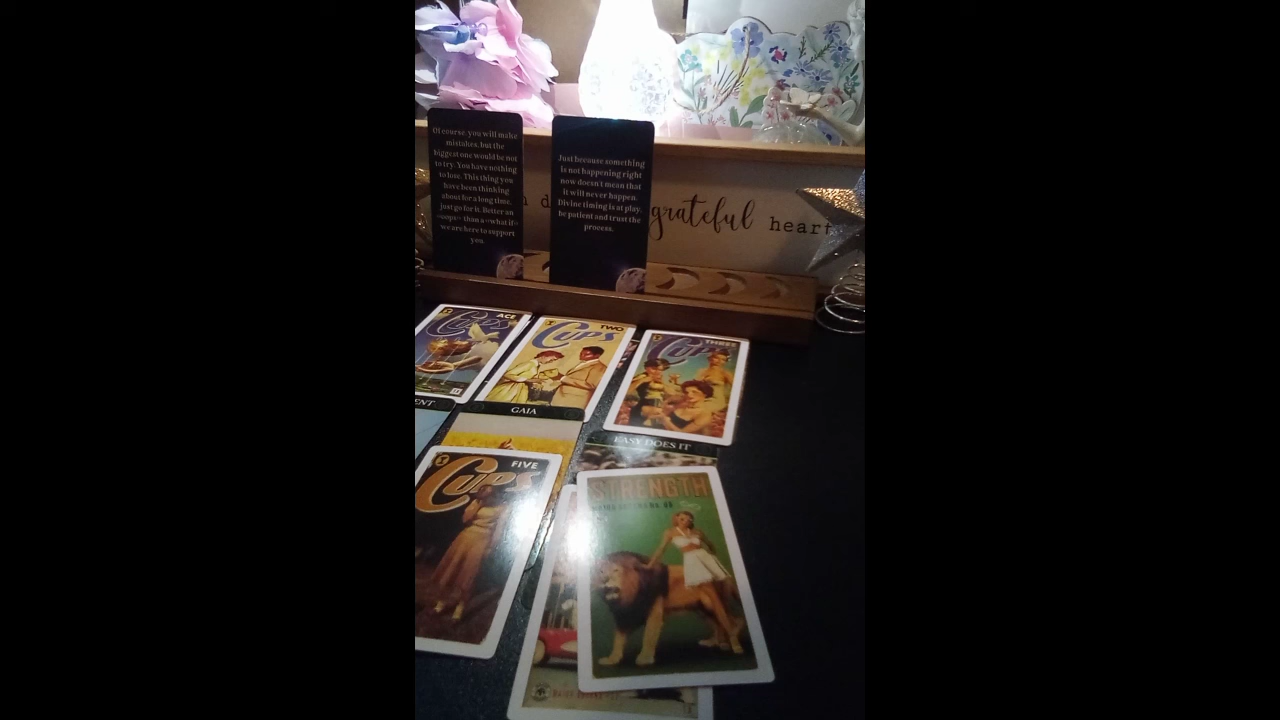 Of course, you will make
mistakes, but the
biggest one would be not
to try. You have nothing
to lose. This thing you
have been thinking
about for a long time,
just go for it. Better an
«oops» than a «what if»
we are here to support
you.
Just because something
is not happening right
now doesn't mean that
it will never happen.
Divine timing is at play,
be patient and trust the
process.
grateful heart
ACE
Cups
TWO
Cups
THREE
Cups
ENT
GAIA
EASY DOES IT
FIVE
Cups
STRENGTH